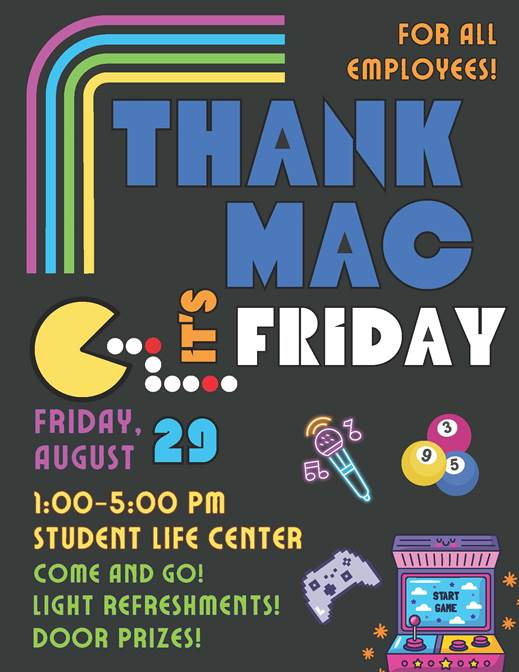 FOR ALL
EMPLOYEES!
THANK
MAC
IT'S
FRIDAY
FRIDAY,
AUGUST 29
1:00-5:00 PM
STUDENT LIFE CENTER
COME AND GO!
LIGHT REFRESHMENTS!
DOOR PRIZES!
3
9
5
START
GAME